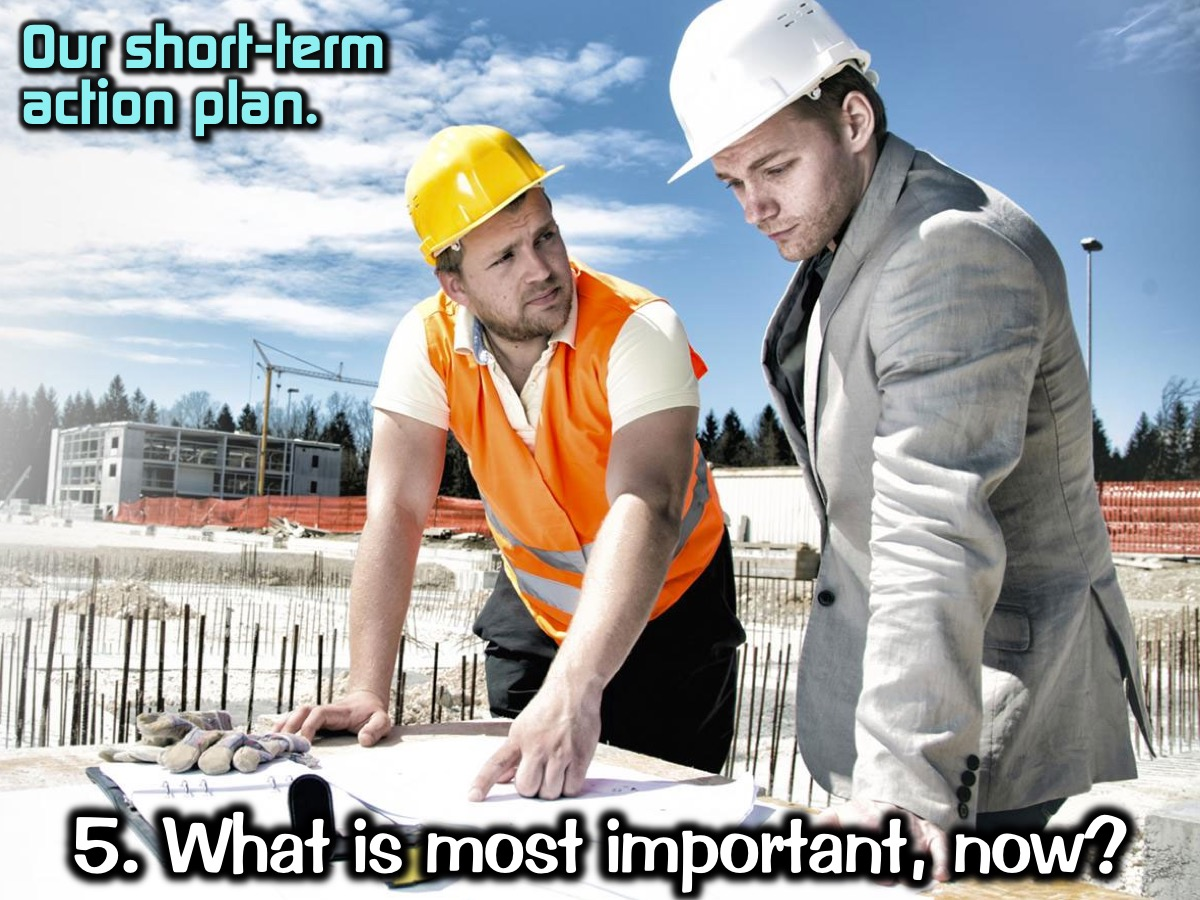 Our short-term
action plan.
5. What is most important, now?